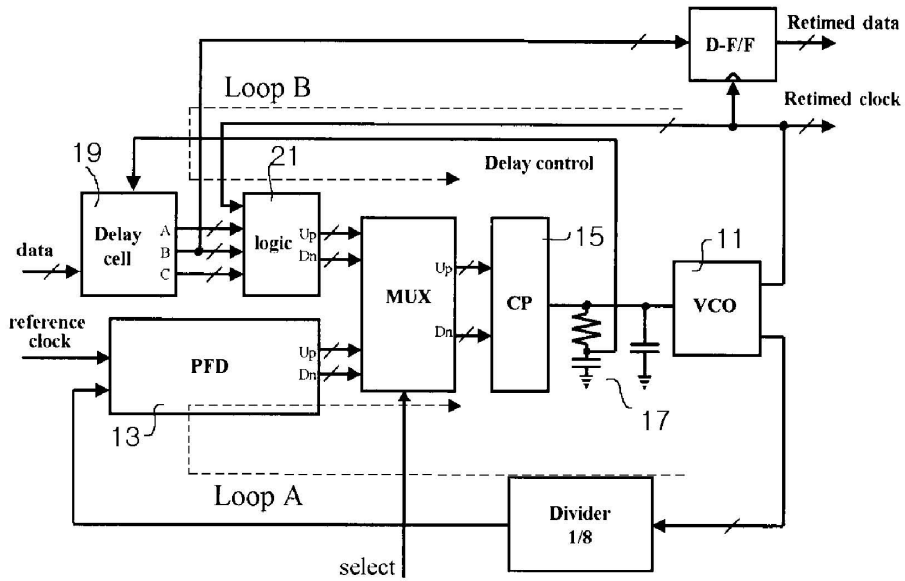 Retimed data
D-F/F
Loop B
Retimed clock
19
21
Delay control
Delay
cell
A
B
C
data
logic
Up
Dn
MUX
Up
Dn
15
CP
11
VCO
reference
clock
PFD
Up
Dn
13
17
Loop A
Divider
1/8
select